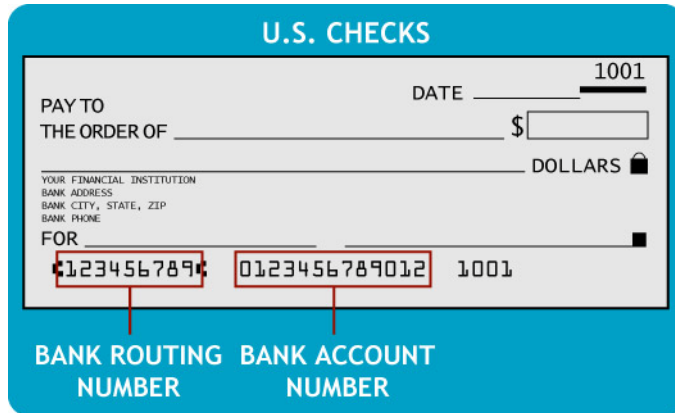 U.S. CHECKS
1001
DATE
PAY TO
THE ORDER OF $
DOLLARS
YOUR FINANCIAL INSTITUTION
BANK ADDRESS
BANK CITY, STATE, ZIP
BANK PHONE
FOR
⑆123456789⑆ 0123456789012 1001
BANK ROUTING NUMBER
BANK ACCOUNT NUMBER